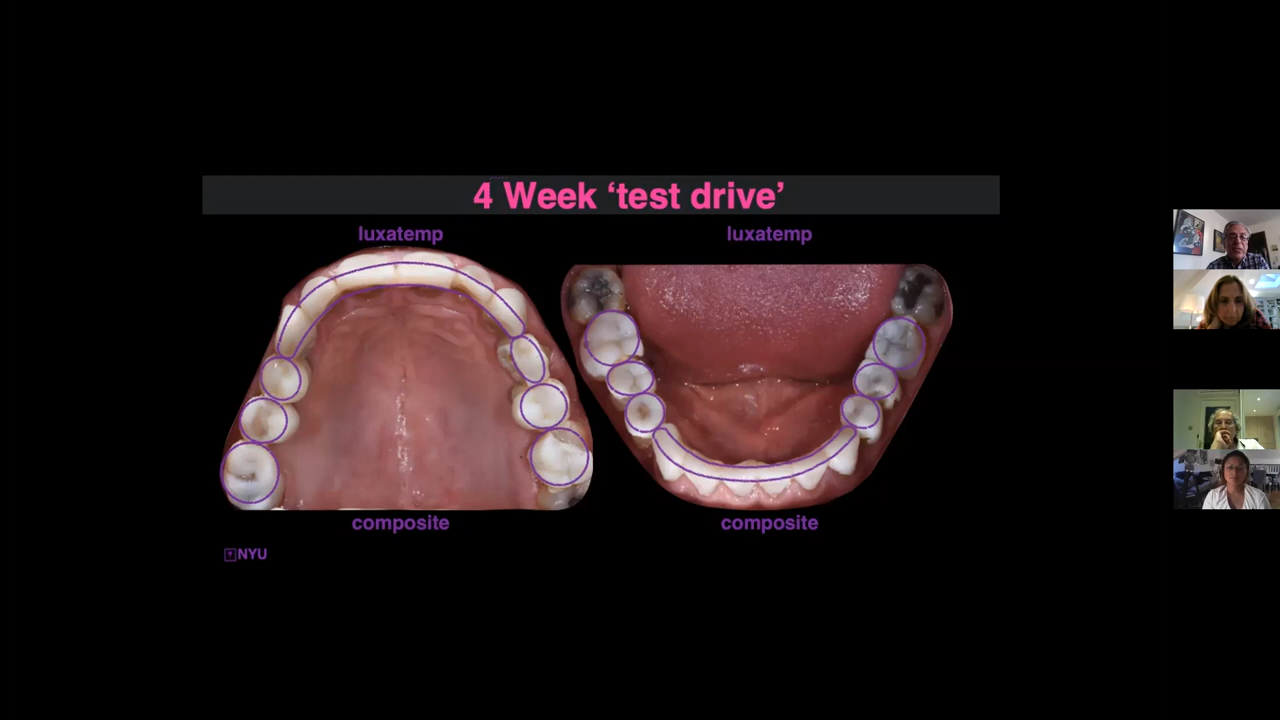 4 Week ‘test drive’
luxatemp
luxatemp
composite
composite
NYU